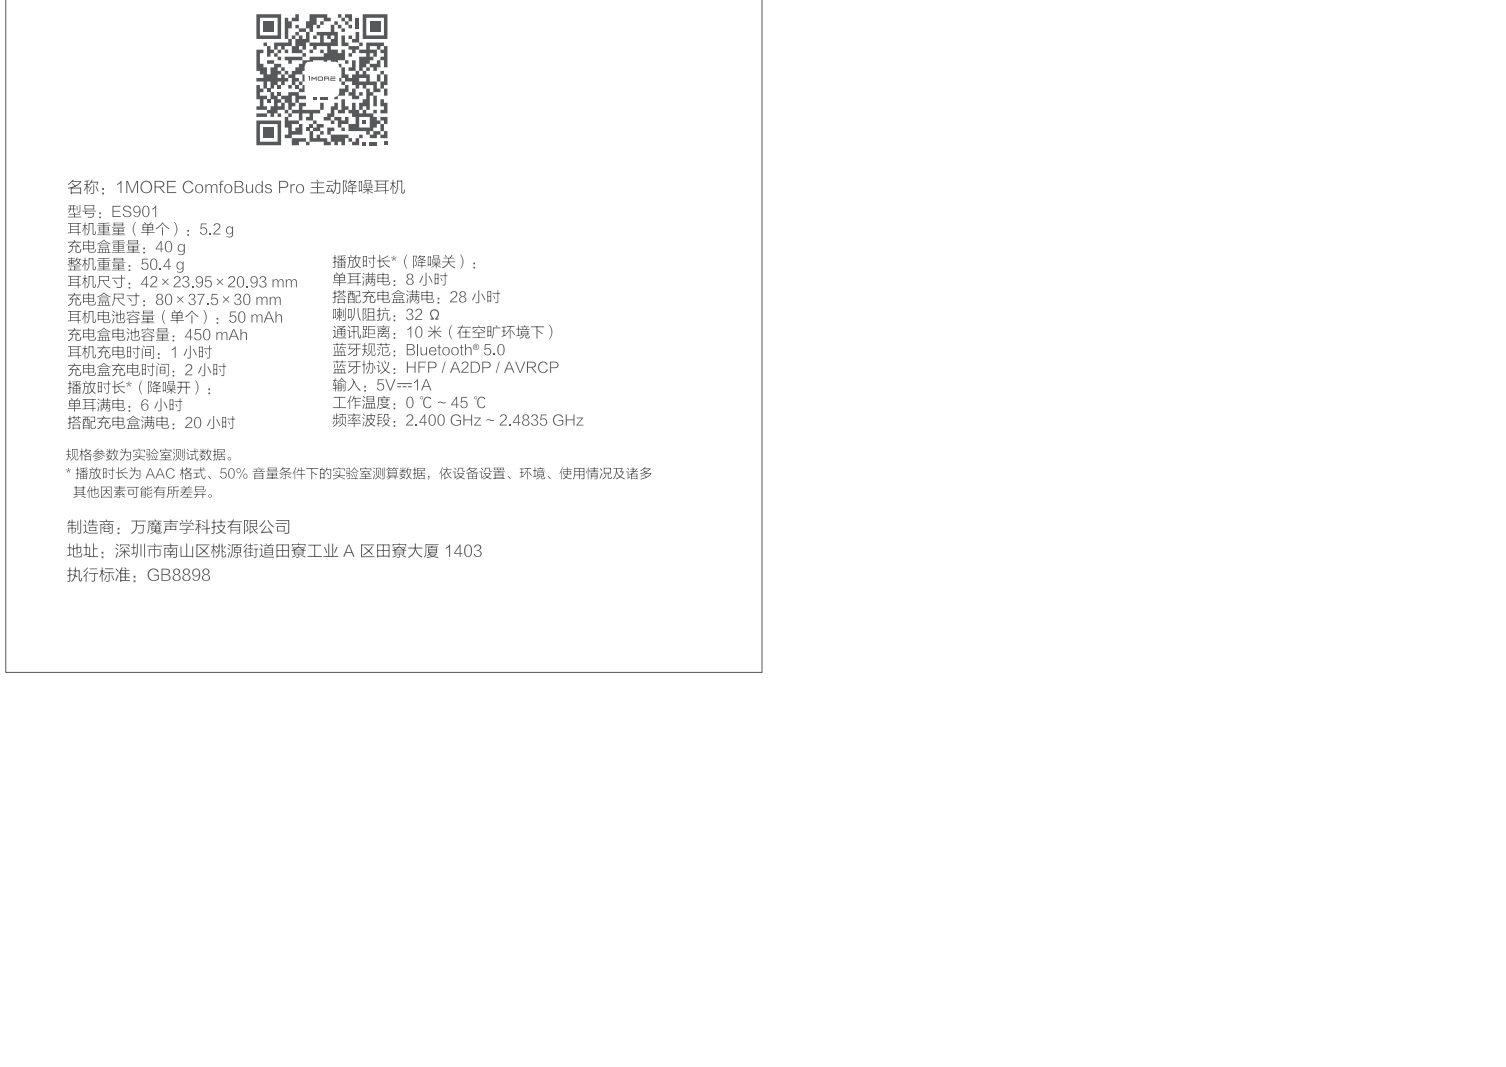 1MORE
名称：1MORE ComfoBuds Pro 主动降噪耳机
型号：ES901
耳机重量（单个）：5.2 g
充电盒重量：40 g
整机重量：50.4 g
耳机尺寸：42 × 23.95 × 20.93 mm
充电盒尺寸：80 × 37.5 × 30 mm
耳机电池容量（单个）：50 mAh
充电盒电池容量：450 mAh
耳机充电时间：1 小时
充电盒充电时间：2 小时
播放时长*（降噪开）：
单耳满电：6 小时
搭配充电盒满电：20 小时
播放时长*（降噪关）：
单耳满电：8 小时
搭配充电盒满电：28 小时
喇叭阻抗：32 Ω
通讯距离：10 米（在空旷环境下）
蓝牙规范：Bluetooth® 5.0
蓝牙协议：HFP / A2DP / AVRCP
输入：5V⎓1A
工作温度：0 ℃ ~ 45 ℃
频率波段：2.400 GHz ~ 2.4835 GHz
规格参数为实验室测试数据。
* 播放时长为 AAC 格式、50% 音量条件下的实验室测算数据，依设备设置、环境、使用情况及诸多
其他因素可能有所差异。
制造商：万魔声学科技有限公司
地址：深圳市南山区桃源街道田寮工业 A 区田寮大厦 1403
执行标准：GB8898